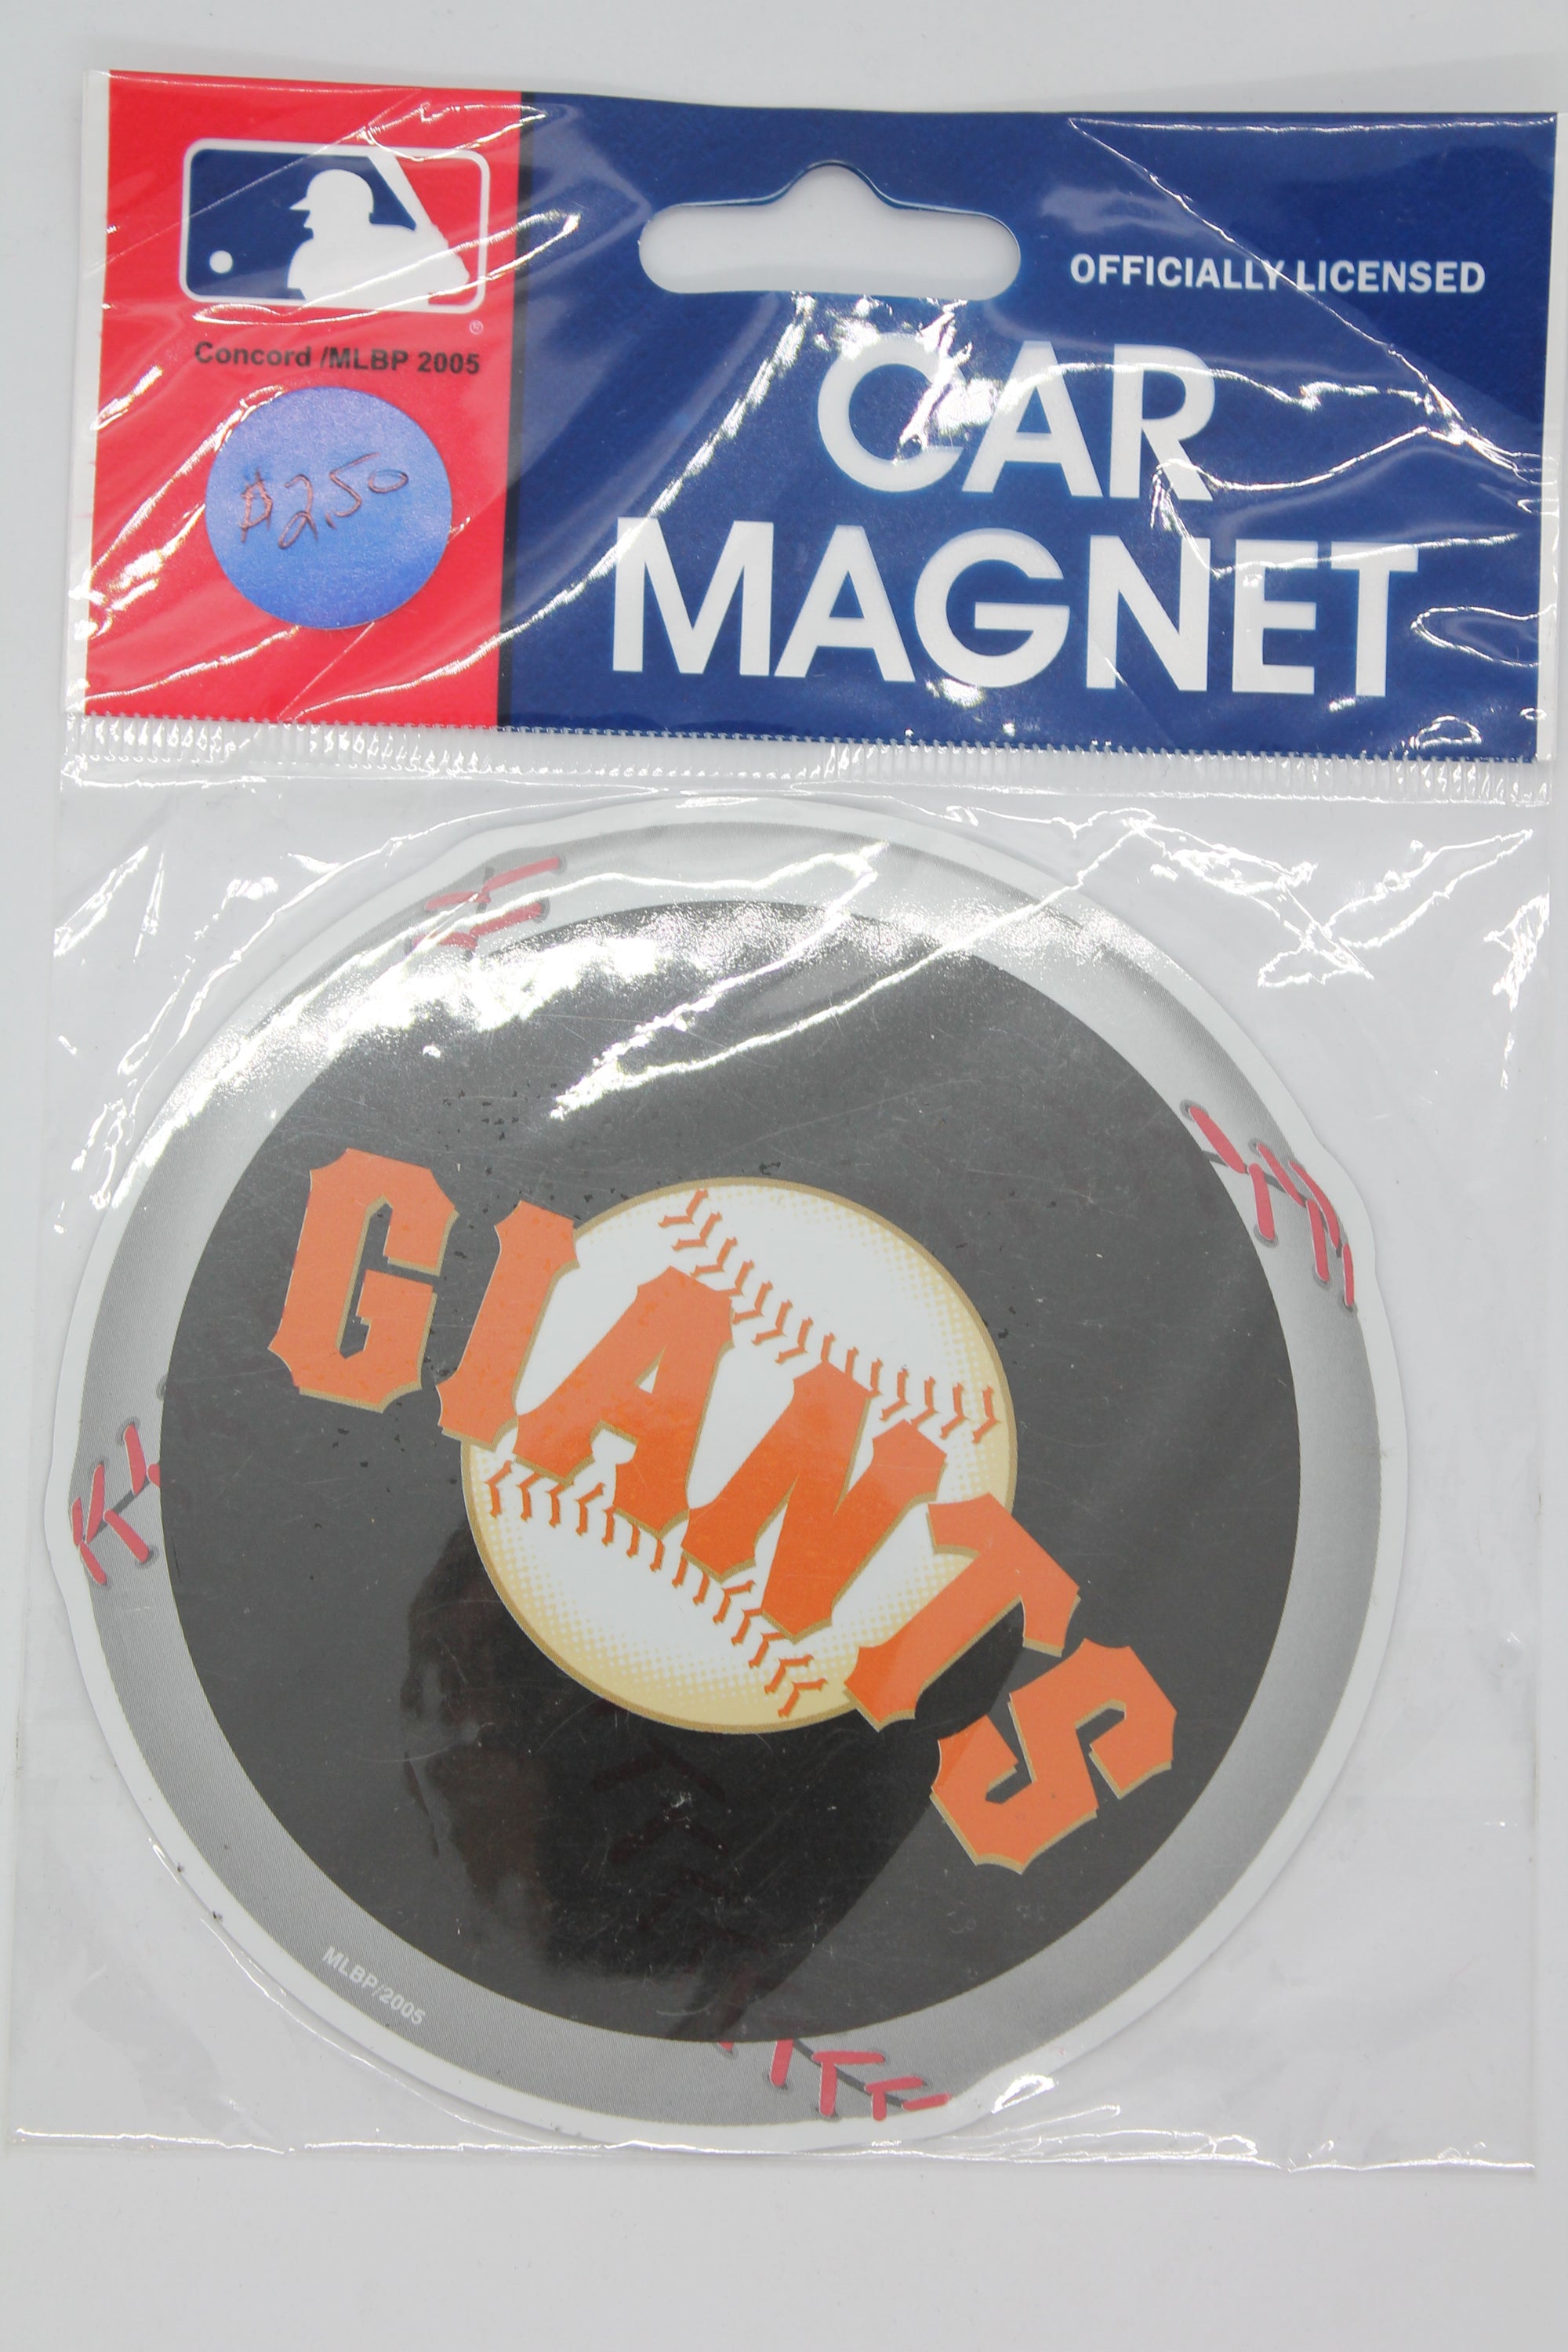 OFFICIALLY LICENSED
Concord /MLBP 2005
CAR
MAGNET
$2.50
GIANTS
MLBP/2005